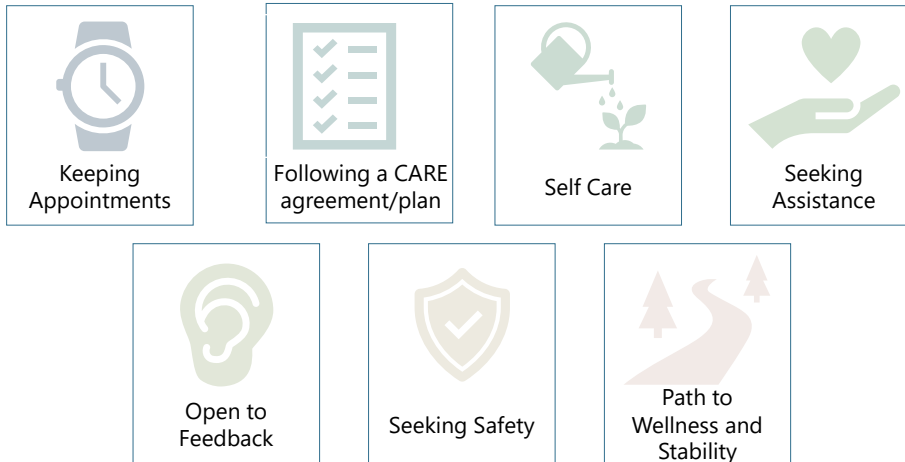 Keeping
Appointments
Following a CARE
agreement/plan
Self Care
Seeking
Assistance
Open to
Feedback
Seeking Safety
Path to
Wellness and
Stability